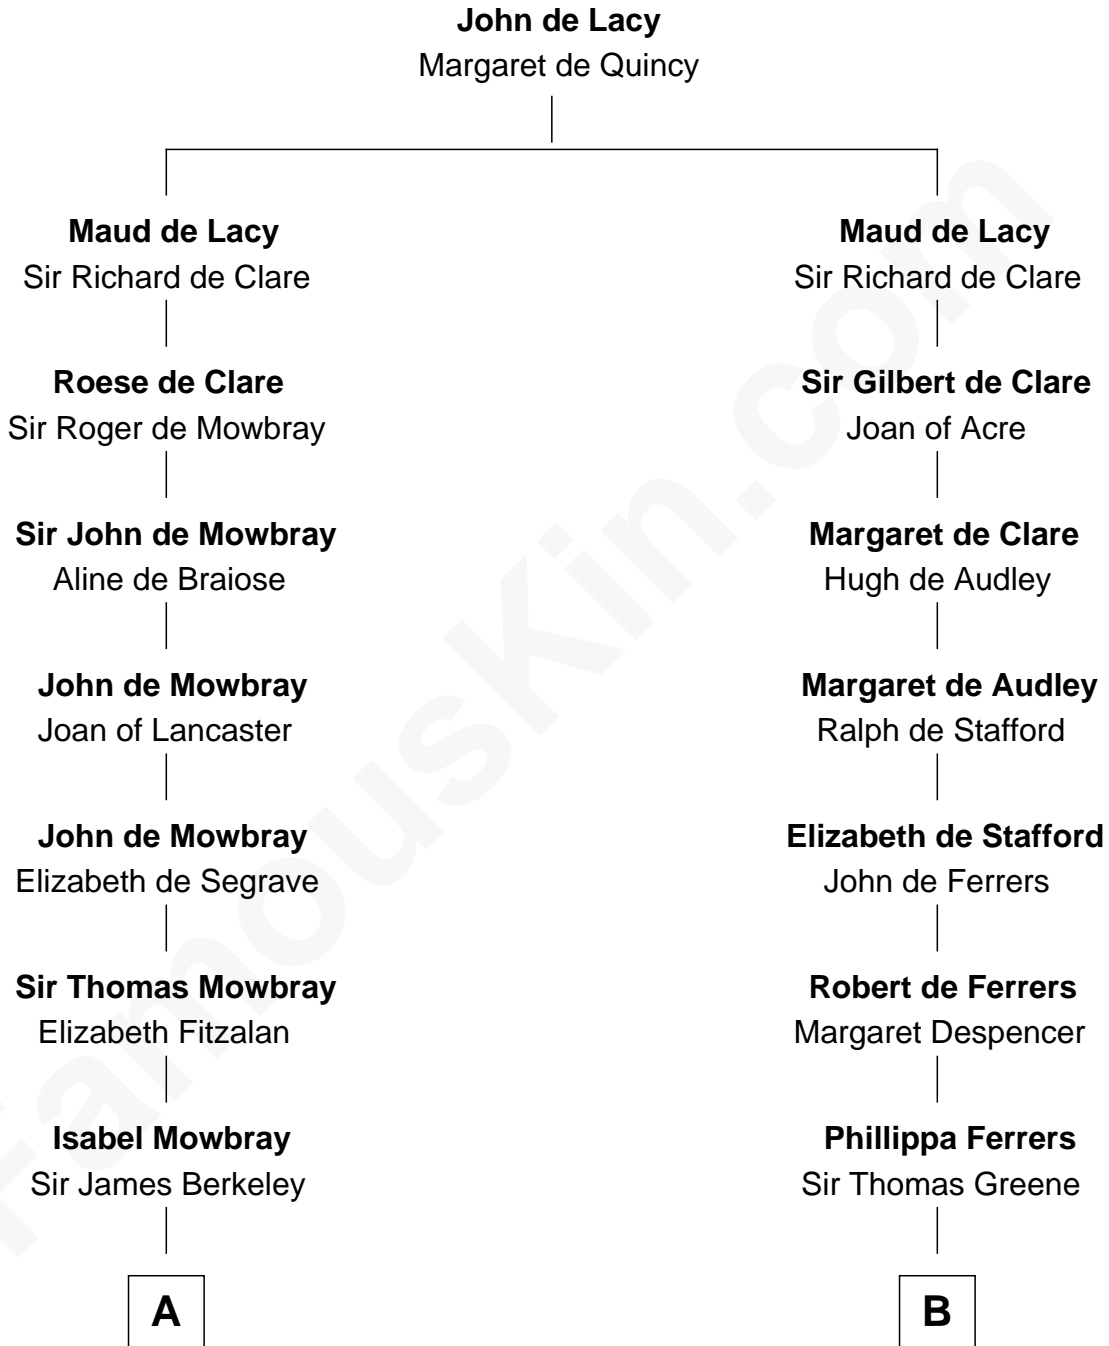 John de Lacy
Margaret de Quincy
Maud de Lacy
Sir Richard de Clare
Roese de Clare
Sir Roger de Mowbray
Sir John de Mowbray
Aline de Braiose
John de Mowbray
Joan of Lancaster
John de Mowbray
Elizabeth de Segrave
Sir Thomas Mowbray
Elizabeth Fitzalan
Isabel Mowbray
Sir James Berkeley
A
Maud de Lacy
Sir Richard de Clare
Sir Gilbert de Clare
Joan of Acre
Margaret de Clare
Hugh de Audley
Margaret de Audley
Ralph de Stafford
Elizabeth de Stafford
John de Ferrers
Robert de Ferrers
Margaret Despencer
Phillippa Ferrers
Sir Thomas Greene
B
FamousKin.com